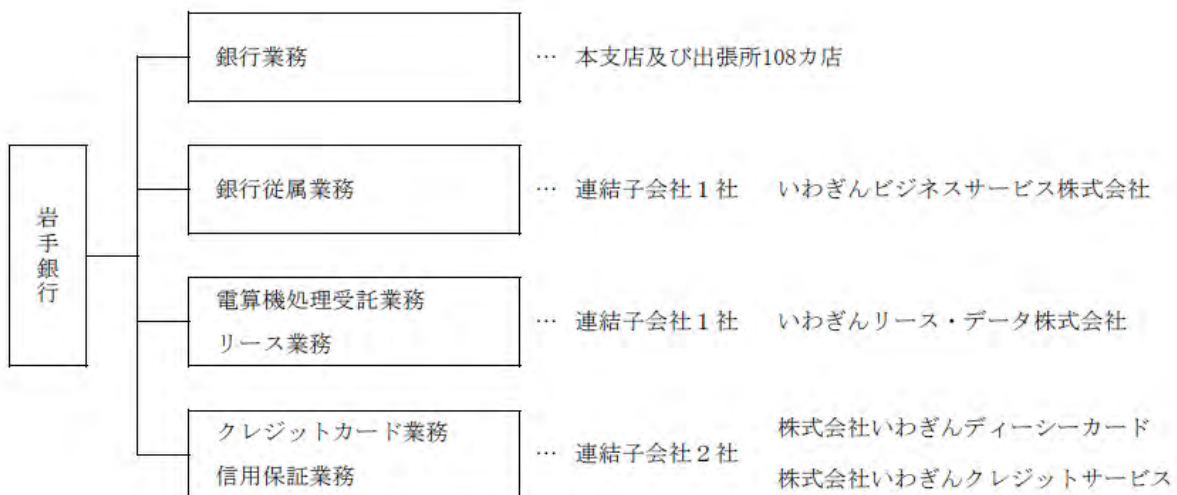 岩手銀行
銀行業務 … 本支店及び出張所108カ店
銀行従属業務 … 連結子会社１社 いわぎんビジネスサービス株式会社
電算機処理受託業務
リース業務
… 連結子会社１社 いわぎんリース・データ株式会社
クレジットカード業務
信用保証業務
… 連結子会社２社
株式会社いわぎんディーシーカード
株式会社いわぎんクレジットサービス